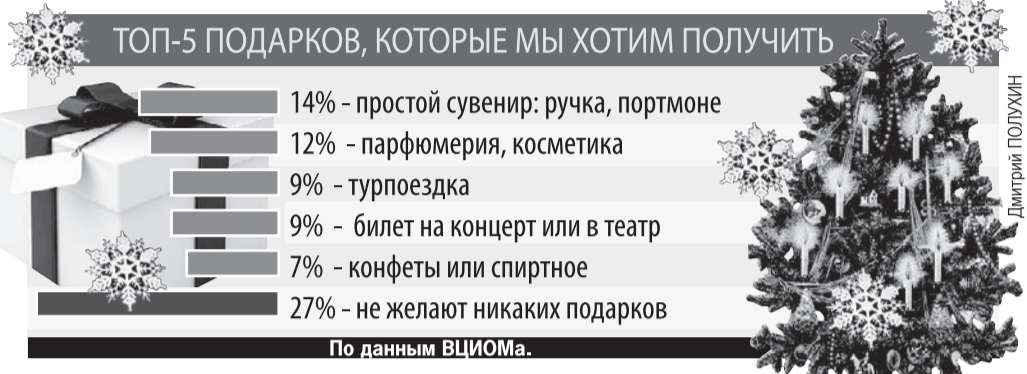 ТОП-5 ПОДАРКОВ, КОТОРЫЕ МЫ ХОТИМ ПОЛУЧИТЬ
14% - простой сувенир: ручка, портмоне
12% - парфюмерия, косметика
9% - турпоездка
9% - билет на концерт или в театр
7% - конфеты или спиртное
27% - не желают никаких подарков
По данным ВЦИОМа.
Дмитрий ПОЛУХИН